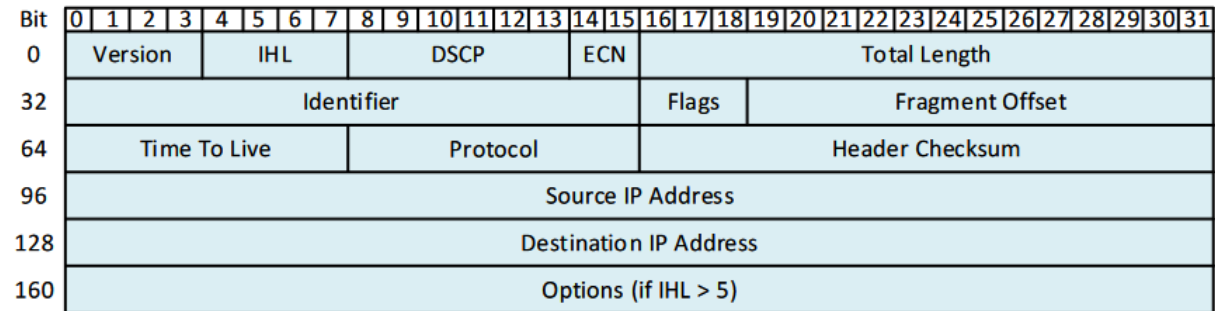 Bit 0 1 2 3 4 5 6 7 8 9 10 11 12 13 14 15 16 17 18 19 20 21 22 23 24 25 26 27 28 29 30 31
0 Version IHL DSCP ECN Total Length
32 Identifier Flags Fragment Offset
64 Time To Live Protocol Header Checksum
96 Source IP Address
128 Destination IP Address
160 Options (if IHL > 5)